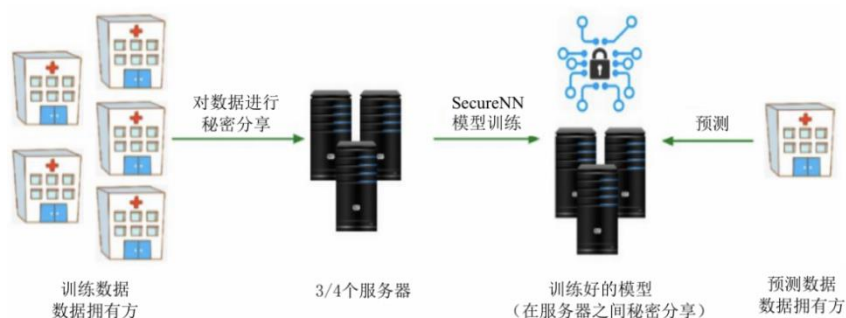 对数据进行
秘密分享
SecureNN
模型训练
预测
训练数据
数据拥有方
3/4个服务器
训练好的模型
(在服务器之间秘密分享)
预测数据
数据拥有方